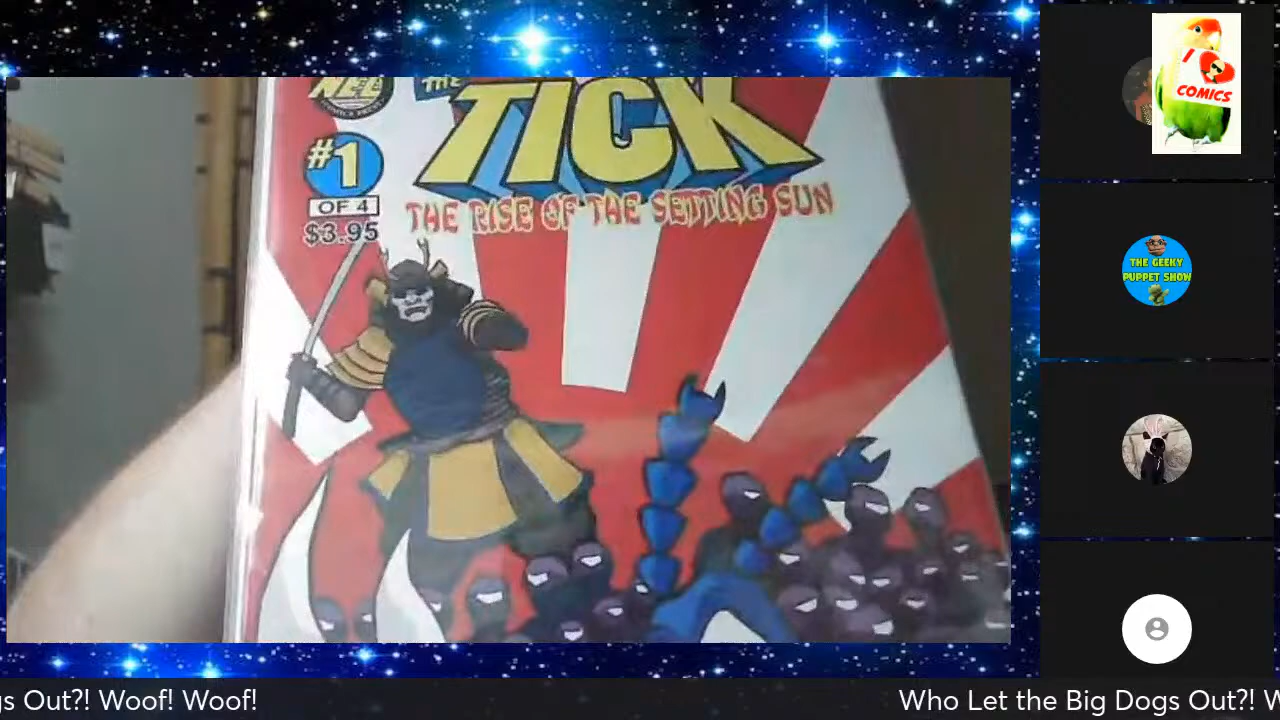 NEC
THE
TICK
#1
OF 4
$3.95
THE RISE OF THE SETTING SUN
I
COMICS
THE GEEKY
PUPPET SHOW
gs Out?! Woof! Woof!
Who Let the Big Dogs Out?! W